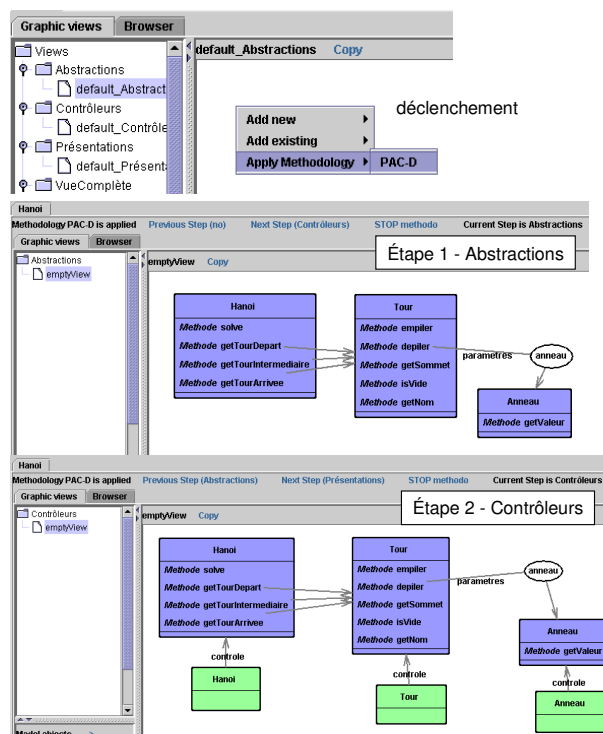 Graphic views Browser
Views
Abstractions
default_Abstract
Contrôleurs
default_Contrôle
Présentations
default_Présent
VueComplète
default_Abstractions Copy
déclenchement
Add new
Add existing
Apply Methodology PAC-D
Hanoi
Methodology PAC-D is applied Previous Step (no) Next Step (Contrôleurs) STOP methodo Current Step is Abstractions
Graphic views Browser
Étape 1 - Abstractions
Abstractions
emptyView
emptyView Copy
Hanoi
Methode solve
Methode getTourDepart
Methode getTourIntermediaire
Methode getTourArrivee
Tour
Methode empiler
Methode depiler
Methode getSommet
Methode isVide
Methode getNom
parametres
anneau
Anneau
Methode getValeur
Hanoi
Methodology PAC-D is applied Previous Step (Abstractions) Next Step (Présentations) STOP methodo Current Step is Contrôleurs
Graphic views Browser
Étape 2 - Contrôleurs
Contrôleurs
emptyView
emptyView Copy
Hanoi
Methode solve
Methode getTourDepart
Methode getTourIntermediaire
Methode getTourArrivee
Tour
Methode empiler
Methode depiler
Methode getSommet
Methode isVide
Methode getNom
parametres
anneau
Anneau
Methode getValeur
controle
controle
controle
Hanoi
Tour
Anneau
Model objects